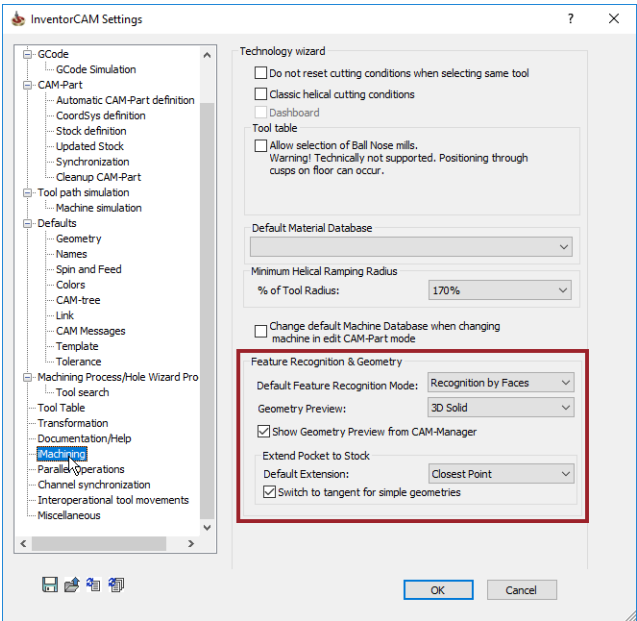 InventorCAM Settings
GCode
GCode Simulation
CAM-Part
Automatic CAM-Part definition
CoordSys definition
Stock definition
Updated Stock
Synchronization
Cleanup CAM-Part
Tool path simulation
Machine simulation
Defaults
Geometry
Names
Spin and Feed
Colors
CAM-tree
Link
CAM Messages
Template
Tolerance
Machining Process/Hole Wizard Pro
Tool search
Tool Table
Transformation
Documentation/Help
iMachining
Parallel Operations
Channel synchronization
Interoperational tool movements
Miscellaneous
Technology wizard
Do not reset cutting conditions when selecting same tool
Classic helical cutting conditions
Dashboard
Tool table
Allow selection of Ball Nose mills.
Warning! Technically not supported. Positioning through
cusps on floor can occur.
Default Material Database
Minimum Helical Ramping Radius
% of Tool Radius: 170%
Change default Machine Database when changing
machine in edit CAM-Part mode
Feature Recognition & Geometry
Default Feature Recognition Mode: Recognition by Faces
Geometry Preview: 3D Solid
Show Geometry Preview from CAM-Manager
Extend Pocket to Stock
Default Extension: Closest Point
Switch to tangent for simple geometries
OK Cancel